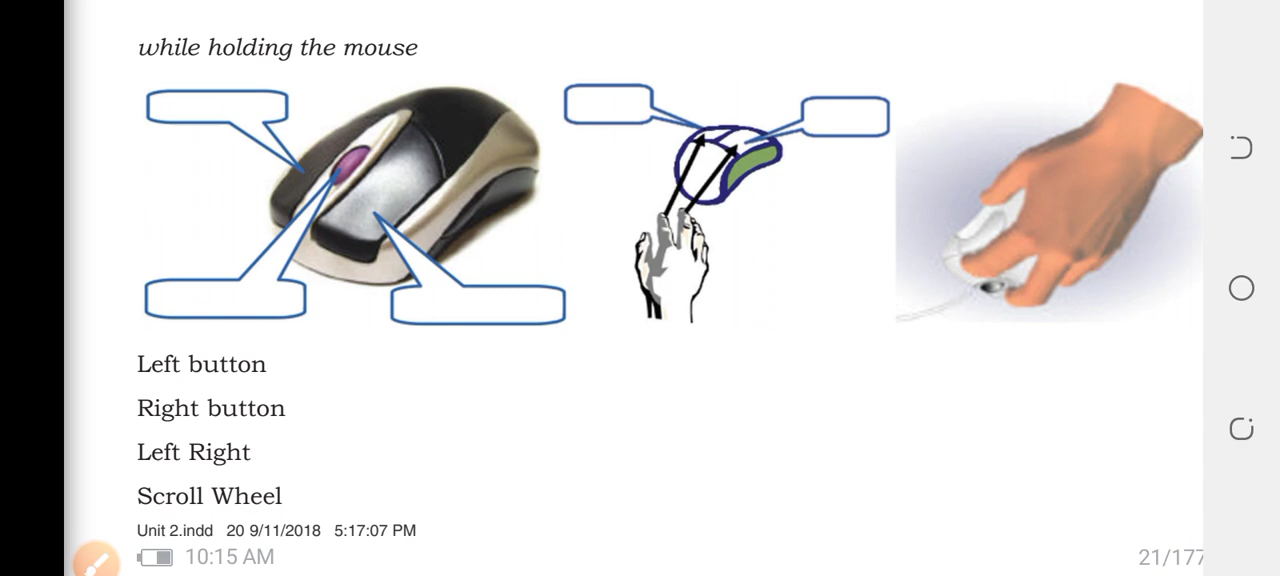 while holding the mouse
Left button
Right button
Left Right
Scroll Wheel
Unit 2.indd 20 9/11/2018 5:17:07 PM
10:15 AM
21/177